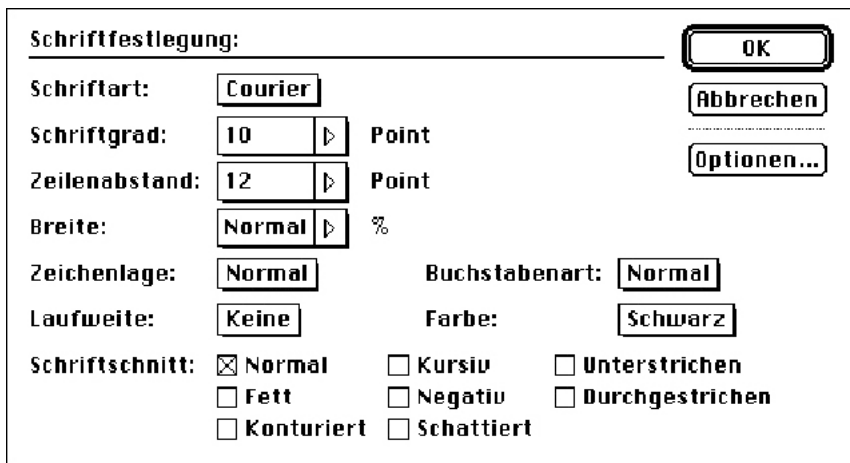 Schriftfestlegung:
OK
Schriftart: Courier
Abbrechen
Schriftgrad: 10 Point
Optionen...
Zeilenabstand: 12 Point
Breite: Normal %
Zeichenlage: Normal Buchstabenart: Normal
Laufweite: Keine Farbe: Schwarz
Schriftschnitt: Normal Kursiv Unterstrichen
Fett Negativ Durchgestrichen
Konturiert Schattiert